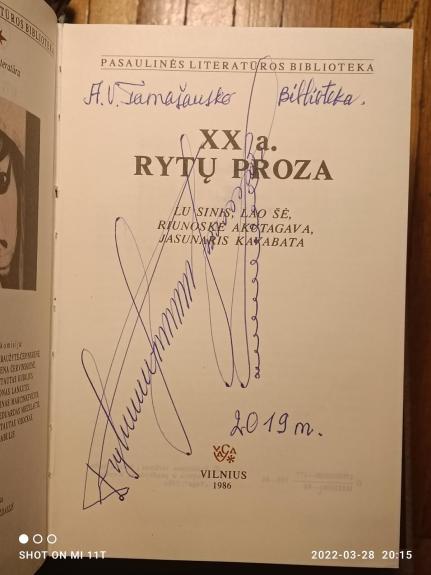 PASAULINĖS LITERATŪROS BIBLIOTEKA
A.V. Tamašausko Biblioteka.
XX a.
RYTŲ PROZA
LU SINIS, LAO ŠĖ,
RIUNOSKĖ AKUTAGAVA,
JASUNARIS KAVABATA
2019 m.
VILNIUS
1986
SHOT ON MI 11T
2022-03-28 20:15